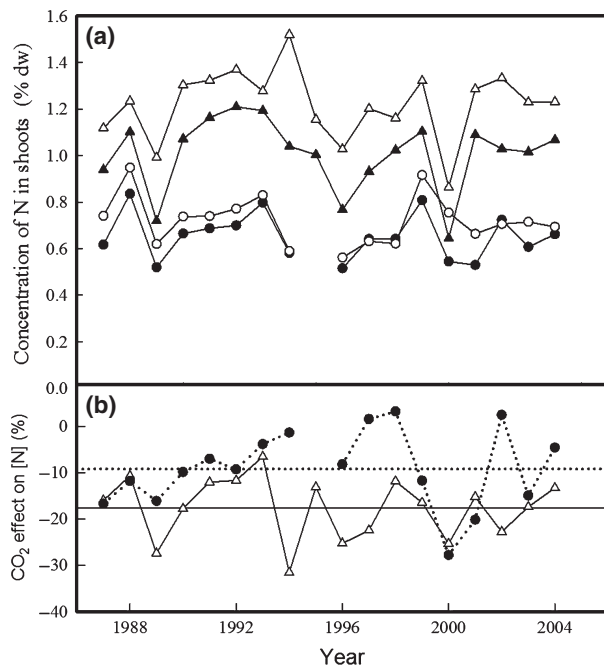 (a)
Concentration of N in shoots (% dw)
1.6
1.4
1.2
1.0
0.8
0.6
0.4
0.2
0.0
(b)
CO₂ effect on [N] (%)
0
−10
−20
−30
−40
1988 1992 1996 2000 2004
Year